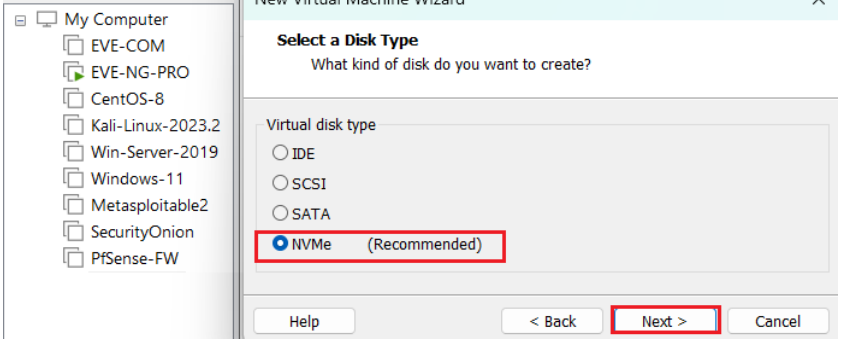 My Computer
EVE-COM
EVE-NG-PRO
CentOS-8
Kali-Linux-2023.2
Win-Server-2019
Windows-11
Metasploitable2
SecurityOnion
PfSense-FW
New Virtual Machine Wizard
Select a Disk Type
What kind of disk do you want to create?
Virtual disk type
IDE
SCSI
SATA
NVMe (Recommended)
Help
< Back
Next >
Cancel